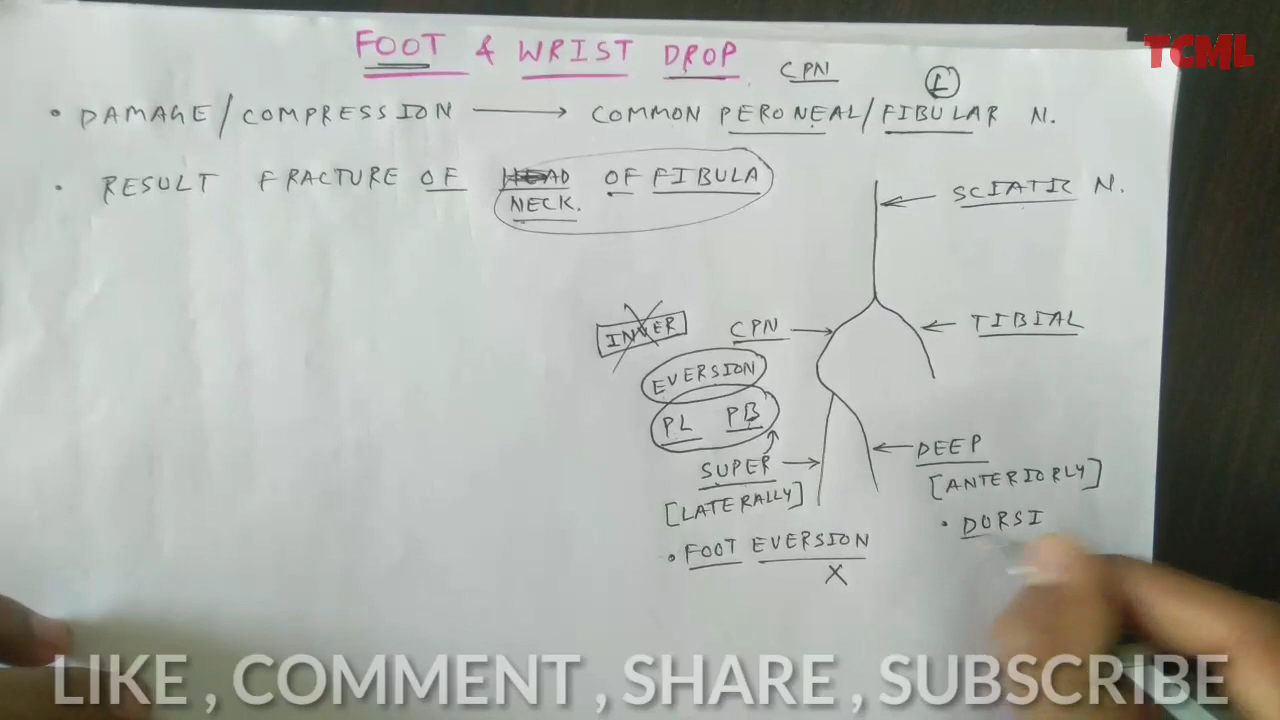 FOOT & WRIST DROP
TCML
CPN
L
• DAMAGE/COMPRESSION → COMMON PERONEAL/FIBULAR N.
• RESULT FRACTURE OF HEAD OF FIBULA
NECK.
SCIATIC N.
INVER
CPN
TIBIAL
EVERSION
PL PB
SUPER
DEEP
[LATERALLY]
[ANTERIORLY]
• FOOT EVERSION
X
• DORSI
LIKE , COMMENT , SHARE , SUBSCRIBE